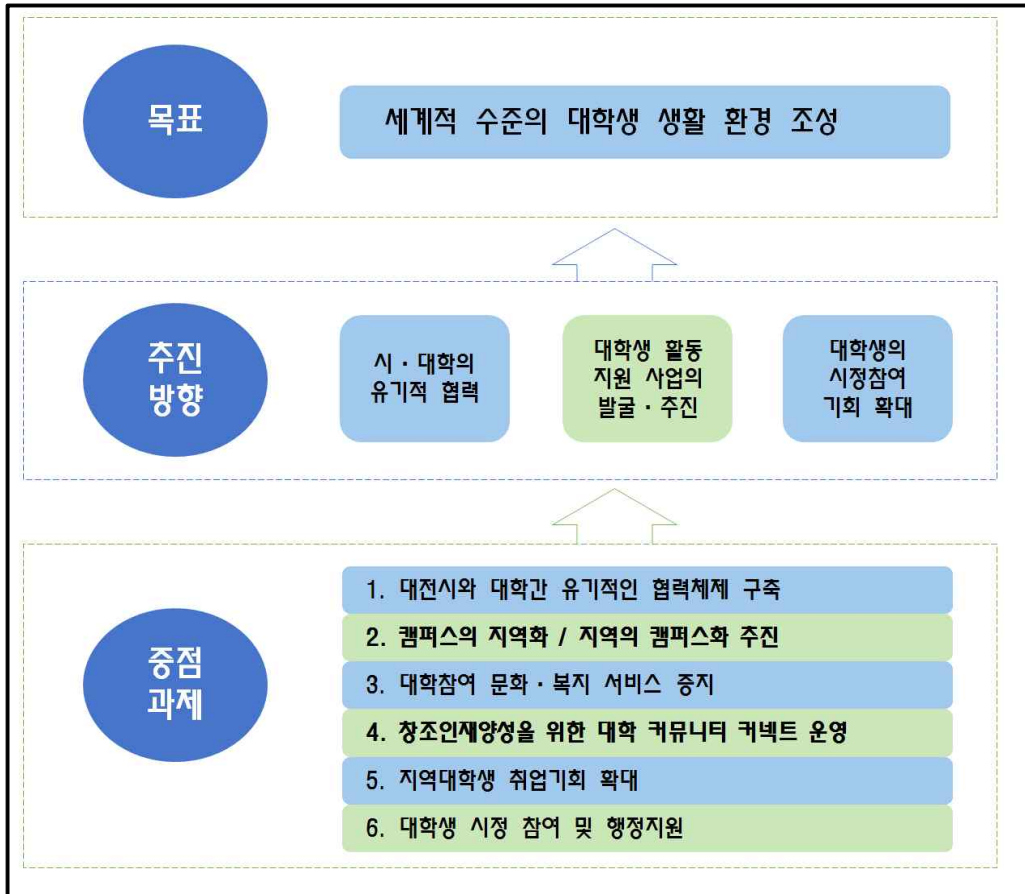 목표
세계적 수준의 대학생 생활 환경 조성
추진
방향
시·대학의
유기적 협력
대학생 활동
지원 사업의
발굴·추진
대학생의
시정참여
기회 확대
중점
과제
1. 대전시와 대학간 유기적인 협력체제 구축
2. 캠퍼스의 지역화 / 지역의 캠퍼스화 추진
3. 대학참여 문화·복지 서비스 증지
4. 창조인재양성을 위한 대학 커뮤니티 커넥트 운영
5. 지역대학생 취업기회 확대
6. 대학생 시정 참여 및 행정지원